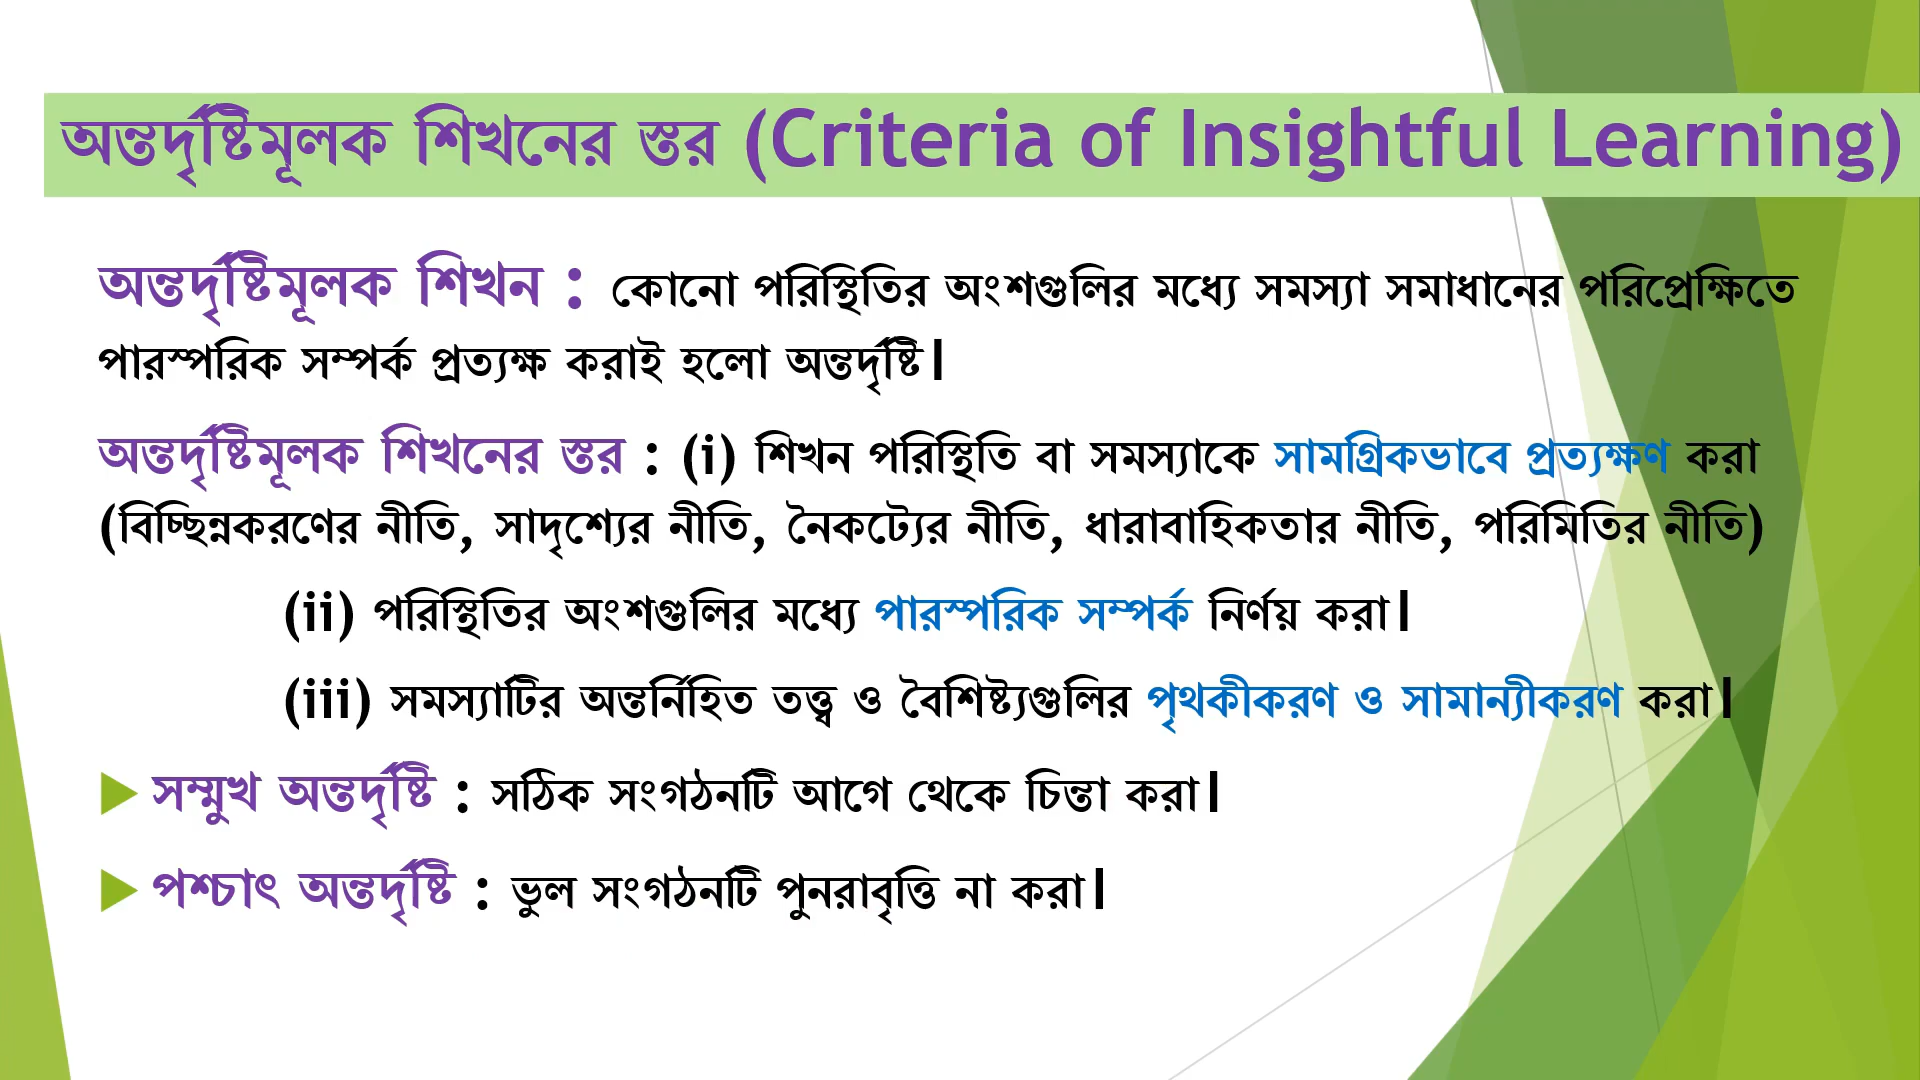 অন্তর্দৃষ্টিমূলক শিখনের স্তর (Criteria of Insightful Learning)
অন্তর্দৃষ্টিমূলক শিখন : কোনো পরিস্থিতির অংশগুলির মধ্যে সমস্যা সমাধানের পরিপ্রেক্ষিতে
পারস্পরিক সম্পর্ক প্রত্যক্ষ করাই হলো অন্তর্দৃষ্টি।
অন্তর্দৃষ্টিমূলক শিখনের স্তর : (i) শিখন পরিস্থিতি বা সমস্যাকে সামগ্রিকভাবে প্রত্যক্ষণ করা
(বিচ্ছিন্নকরণের নীতি, সাদৃশ্যের নীতি, নৈকট্যের নীতি, ধারাবাহিকতার নীতি, পরিমিতির নীতি)
(ii) পরিস্থিতির অংশগুলির মধ্যে পারস্পরিক সম্পর্ক নির্ণয় করা।
(iii) সমস্যাটির অন্তর্নিহিত তত্ত্ব ও বৈশিষ্ট্যগুলির পৃথকীকরণ ও সামান্যীকরণ করা।
সম্মুখ অন্তর্দৃষ্টি : সঠিক সংগঠনটি আগে থেকে চিন্তা করা।
পশ্চাৎ অন্তর্দৃষ্টি : ভুল সংগঠনটি পুনরাবৃত্তি না করা।